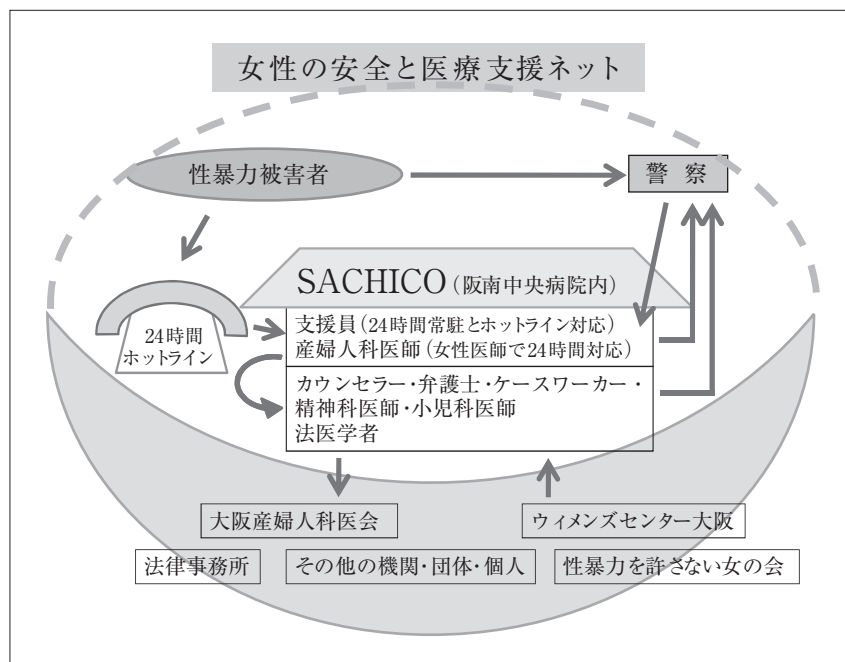 女性の安全と医療支援ネット
性暴力被害者
警察
SACHICO(阪南中央病院内)
24時間
ホットライン
支援員(24時間常駐とホットライン対応)
産婦人科医師(女性医師で24時間対応)
カウンセラー・弁護士・ケースワーカー・
精神科医師・小児科医師
法医学者
大阪産婦人科医会
ウィメンズセンター大阪
法律事務所
その他の機関・団体・個人
性暴力を許さない女の会